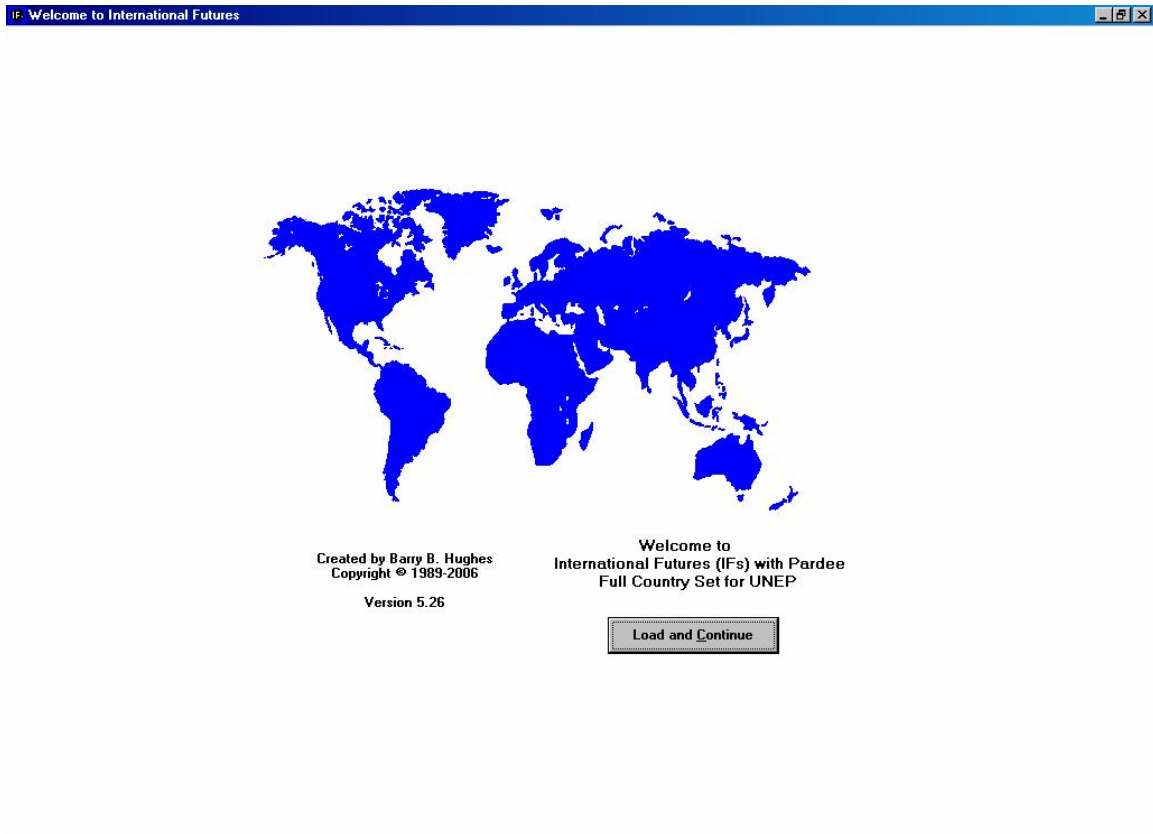 IFs Welcome to International Futures
Created by Barry B. Hughes
Copyright © 1989-2006
Version 5.26
Welcome to
International Futures (IFs) with Pardee
Full Country Set for UNEP
Load and Continue